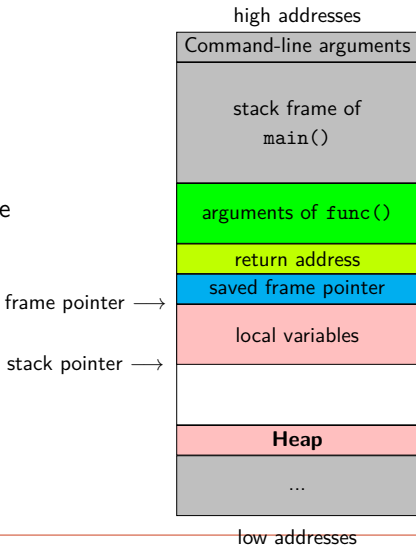 high addresses
Command-line arguments
stack frame of
main()
e
arguments of func()
return address
saved frame pointer
frame pointer →
local variables
stack pointer →
Heap
...
low addresses